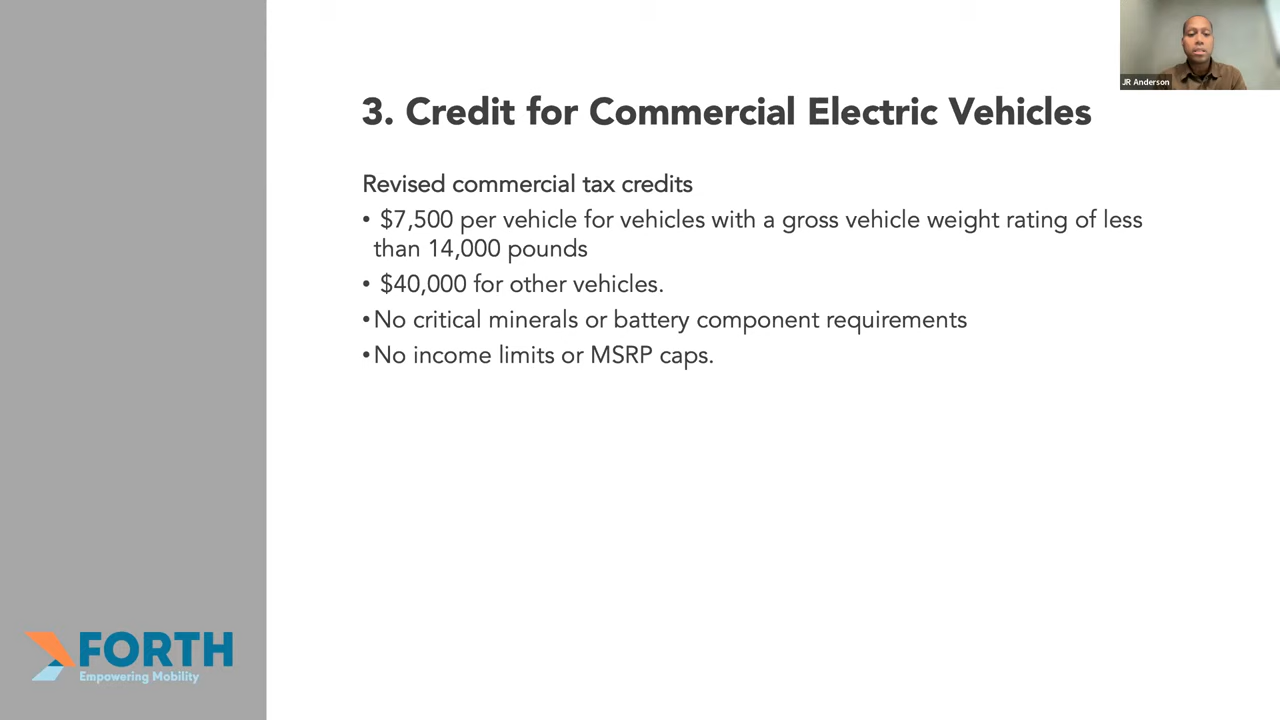 JR Anderson
3. Credit for Commercial Electric Vehicles
Revised commercial tax credits
• $7,500 per vehicle for vehicles with a gross vehicle weight rating of less
than 14,000 pounds
• $40,000 for other vehicles.
• No critical minerals or battery component requirements
• No income limits or MSRP caps.
FORTH
Empowering Mobility